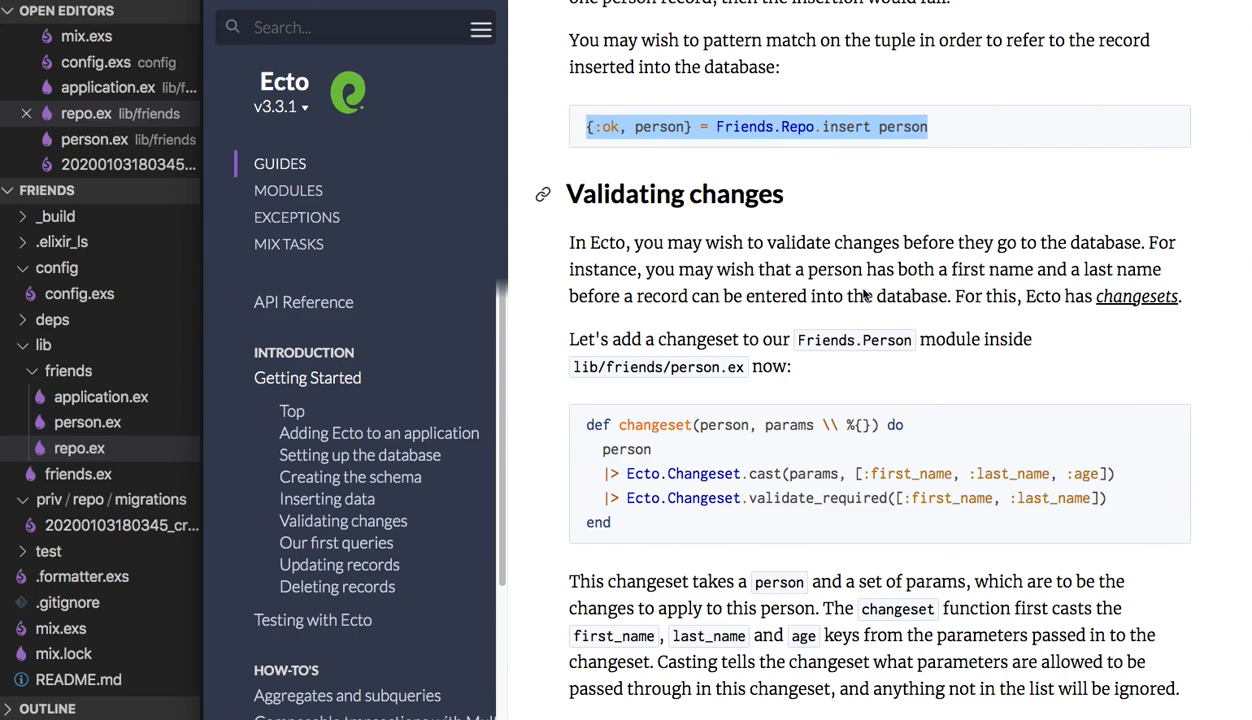 OPEN EDITORS
mix.exs
config.exs config
application.ex lib/f...
repo.ex lib/friends
person.ex lib/friends
20200103180345...
FRIENDS
_build
.elixir_ls
config
config.exs
deps
lib
friends
application.ex
person.ex
repo.ex
friends.ex
priv / repo / migrations
20200103180345_cr...
test
.formatter.exs
.gitignore
mix.exs
mix.lock
README.md
OUTLINE
Search...
Ecto
v3.3.1
GUIDES
MODULES
EXCEPTIONS
MIX TASKS
API Reference
INTRODUCTION
Getting Started
Top
Adding Ecto to an application
Setting up the database
Creating the schema
Inserting data
Validating changes
Our first queries
Updating records
Deleting records
Testing with Ecto
HOW-TO'S
Aggregates and subqueries
one person record, then the insertion would fail.
You may wish to pattern match on the tuple in order to refer to the record
inserted into the database:
{:ok, person} = Friends.Repo.insert person
Validating changes
In Ecto, you may wish to validate changes before they go to the database. For
instance, you may wish that a person has both a first name and a last name
before a record can be entered into the database. For this, Ecto has changesets.
Let's add a changeset to our Friends.Person module inside
lib/friends/person.ex now:
def changeset(person, params \\ %{}) do
person
|> Ecto.Changeset.cast(params, [:first_name, :last_name, :age])
|> Ecto.Changeset.validate_required([:first_name, :last_name])
end
This changeset takes a person and a set of params, which are to be the
changes to apply to this person. The changeset function first casts the
first_name, last_name and age keys from the parameters passed in to the
changeset. Casting tells the changeset what parameters are allowed to be
passed through in this changeset, and anything not in the list will be ignored.